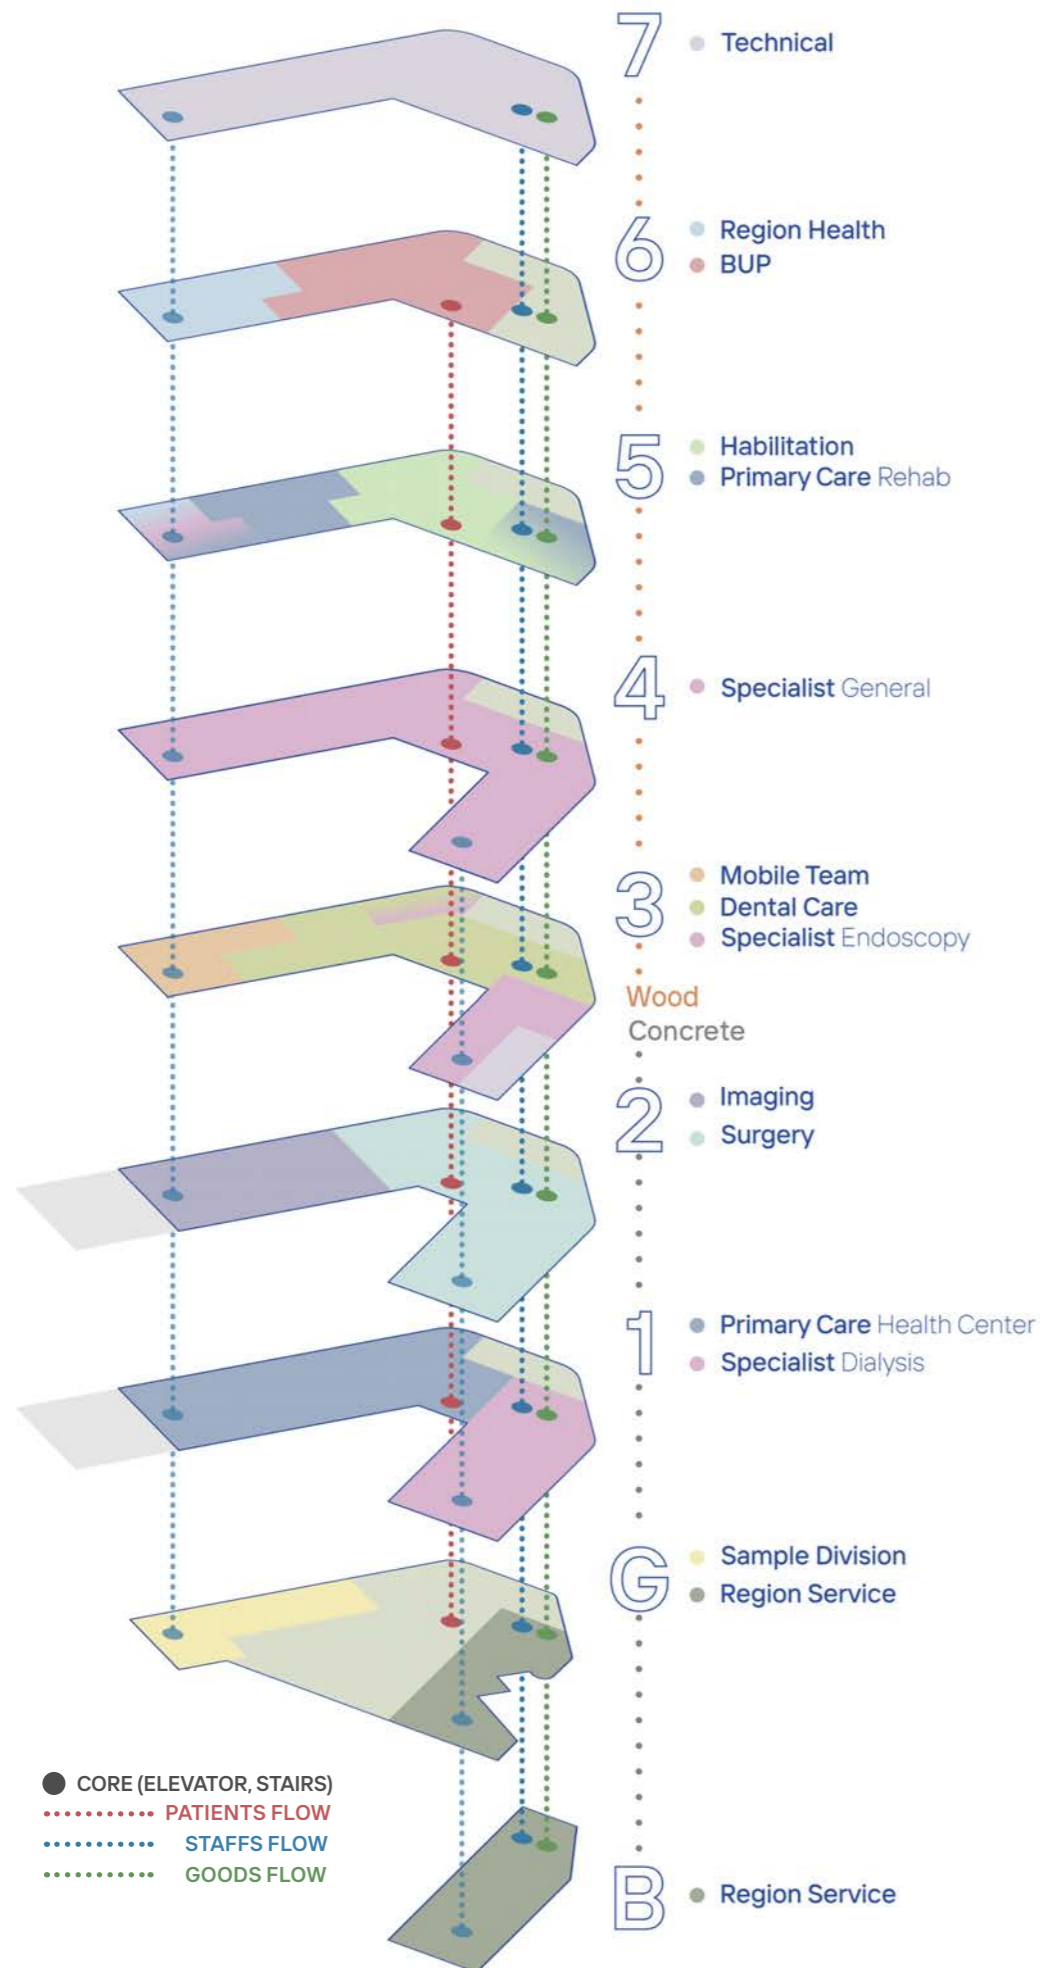 7 Technical
6 Region Health
BUP
5 Habilitation
Primary Care Rehab
4 Specialist General
3 Mobile Team
Dental Care
Specialist Endoscopy
Wood
Concrete
2 Imaging
Surgery
1 Primary Care Health Center
Specialist Dialysis
G Sample Division
Region Service
CORE (ELEVATOR, STAIRS)
PATIENTS FLOW
STAFFS FLOW
GOODS FLOW
B Region Service